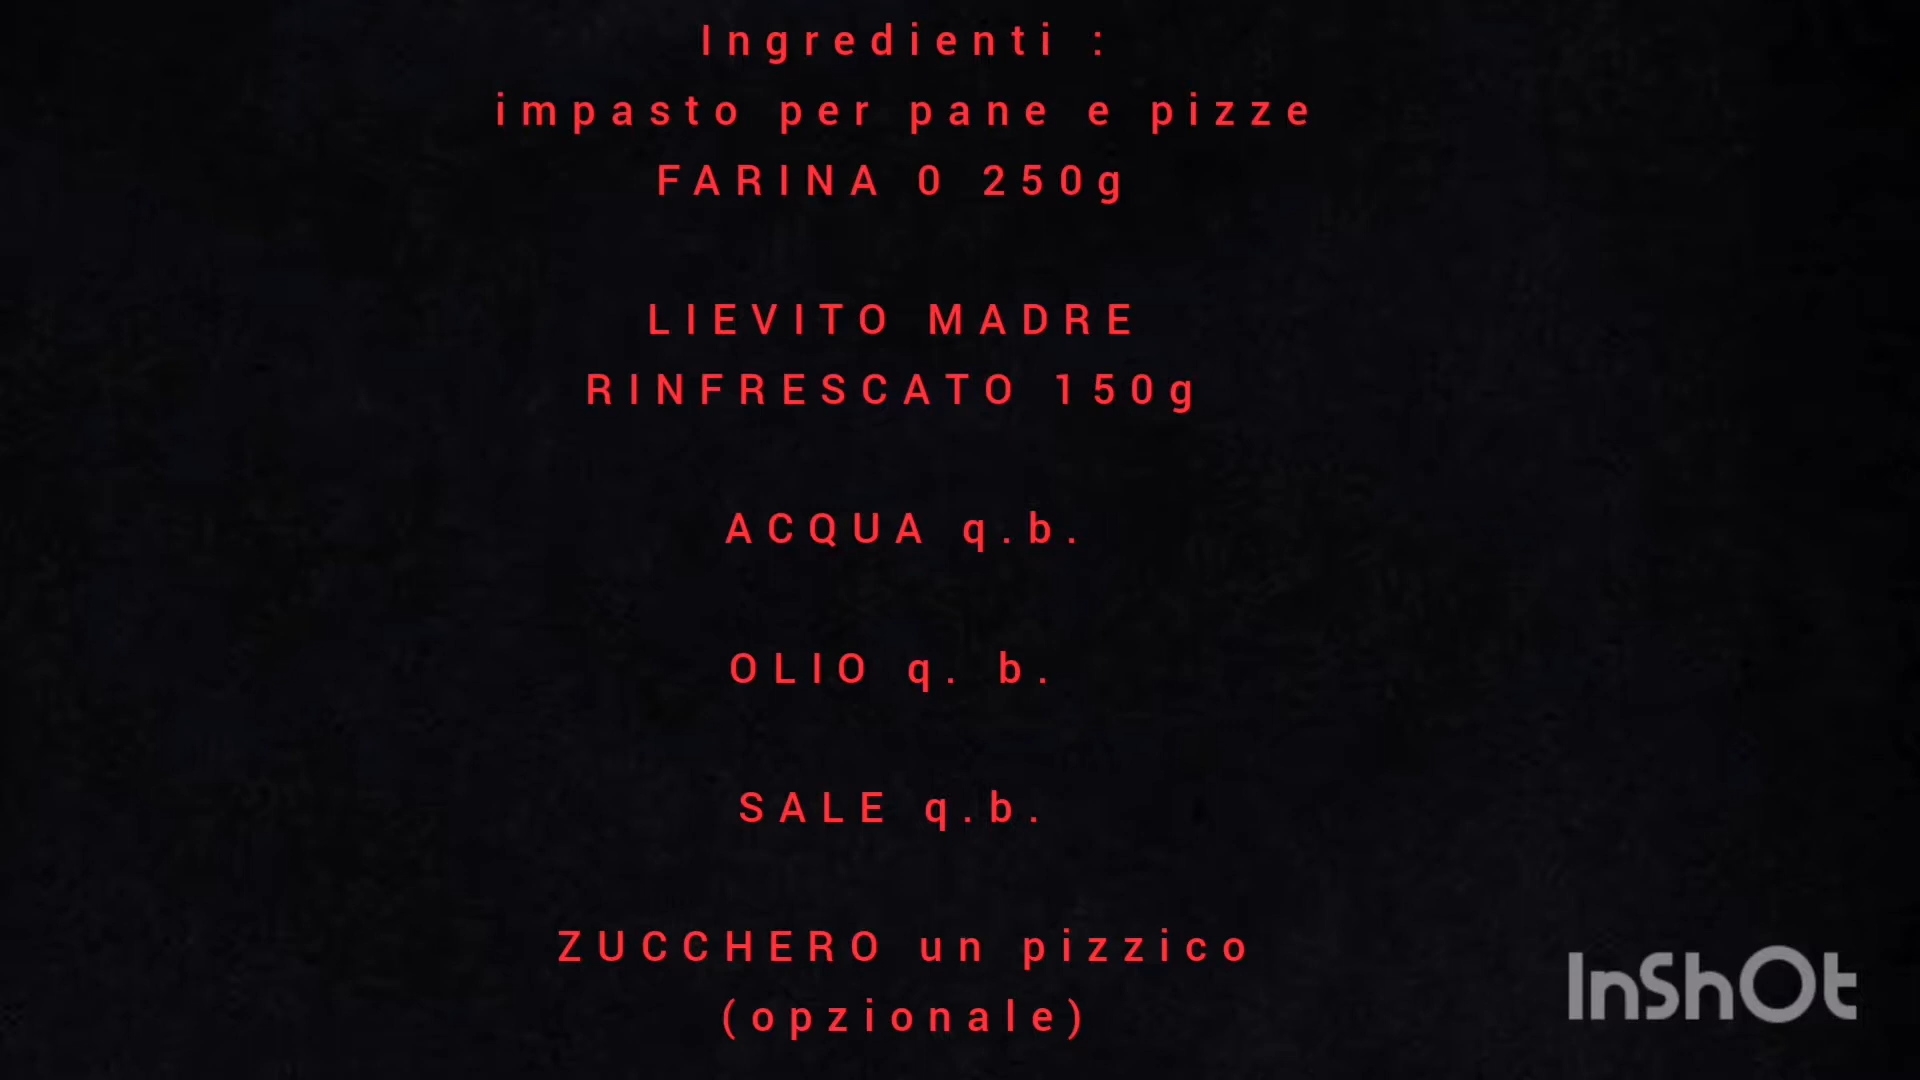 Ingredienti :
impasto per pane e pizze
FARINA 0 250g
LIEVITO MADRE
RINFRESCATO 150g
ACQUA q.b.
OLIO q. b.
SALE q.b.
ZUCCHERO un pizzico
(opzionale)
InShOt